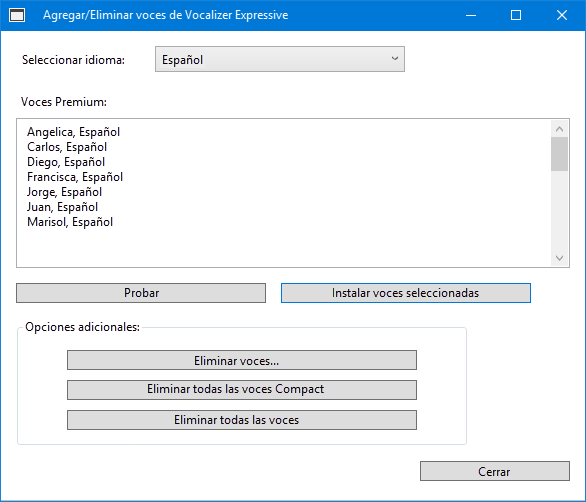 Agregar/Eliminar voces de Vocalizer Expressive
Seleccionar idioma:
Español
Voces Premium:
Angelica, Español
Carlos, Español
Diego, Español
Francisca, Español
Jorge, Español
Juan, Español
Marisol, Español
Probar
Instalar voces seleccionadas
Opciones adicionales:
Eliminar voces...
Eliminar todas las voces Compact
Eliminar todas las voces
Cerrar